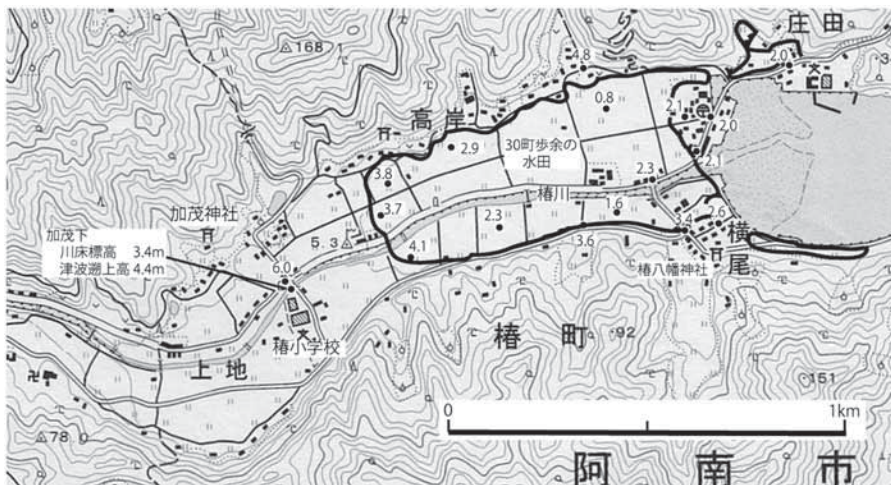 庄田
168.1
4.8
2.0
0.8
2.1
2.0
高岸
2.9
30町歩余の
水田
2.1
3.8
2.3
椿川
加茂神社
3.7
2.3
1.6
2.6
加茂下
川床標高 3.4m
津波遡上高 4.4m
5.3
4.1
3.6
3.4
横尾
椿八幡神社
6.0
椿町
92
椿小学校
上地
151
78.0
0
1km
阿南市